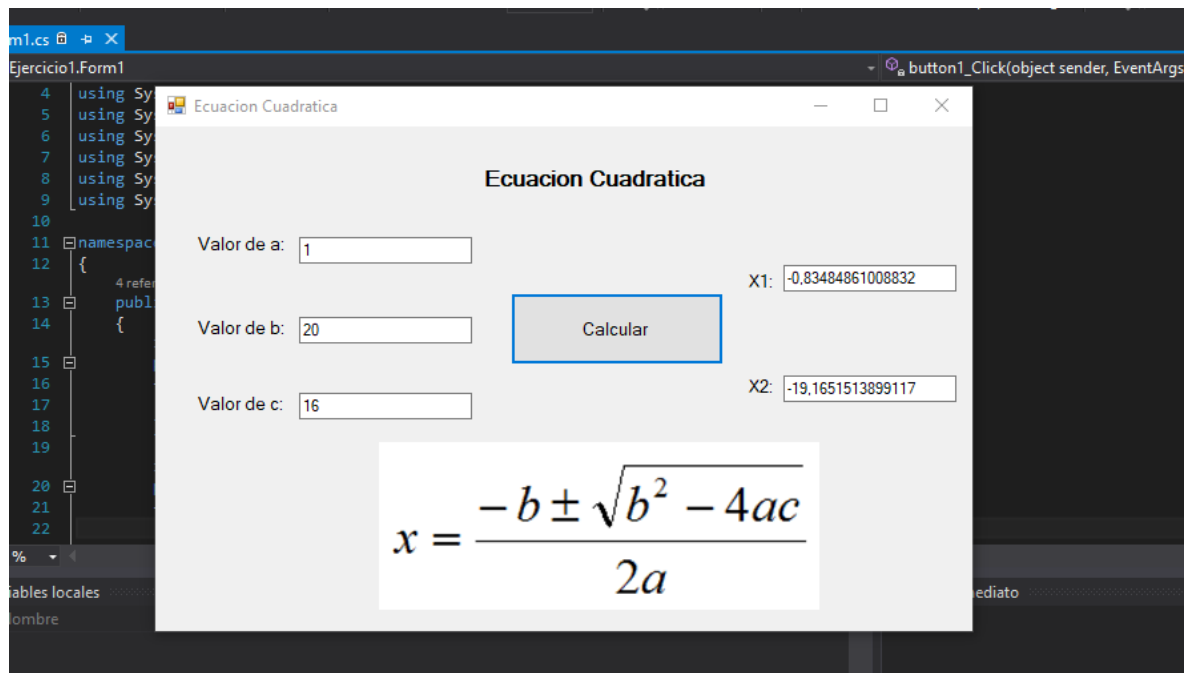 m1.cs
Ejercicio1.Form1
button1_Click(object sender, EventArgs
4 using Sy
5 using Sy
6 using Sy
7 using Sy
8 using Sy
9 using Sy
10
11 namespac
12 {
4 refer
13 publ
14 {
15
16
17
18
19
20
21
22
%
iables locales
ombre
ediato
Ecuacion Cuadratica
Ecuacion Cuadratica
Valor de a: 1
X1: -0,83484861008832
Valor de b: 20
Calcular
X2: -19,1651513899117
Valor de c: 16
x = (-b ± √(b² - 4ac)) / 2a